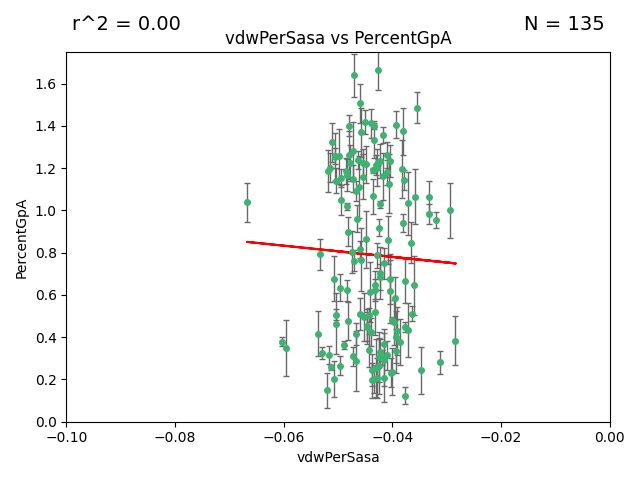 r^2 = 0.00
N = 135
vdwPerSasa vs PercentGpA
PercentGpA
1.6
1.4
1.2
1.0
0.8
0.6
0.4
0.2
0.0
−0.10 −0.08 −0.06 −0.04 −0.02 0.00
vdwPerSasa